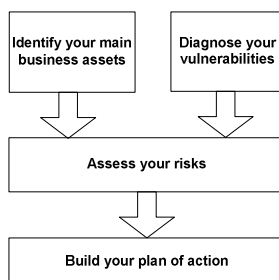 Identify your main
business assets
Diagnose your
vulnerabilities
Assess your risks
Build your plan of action